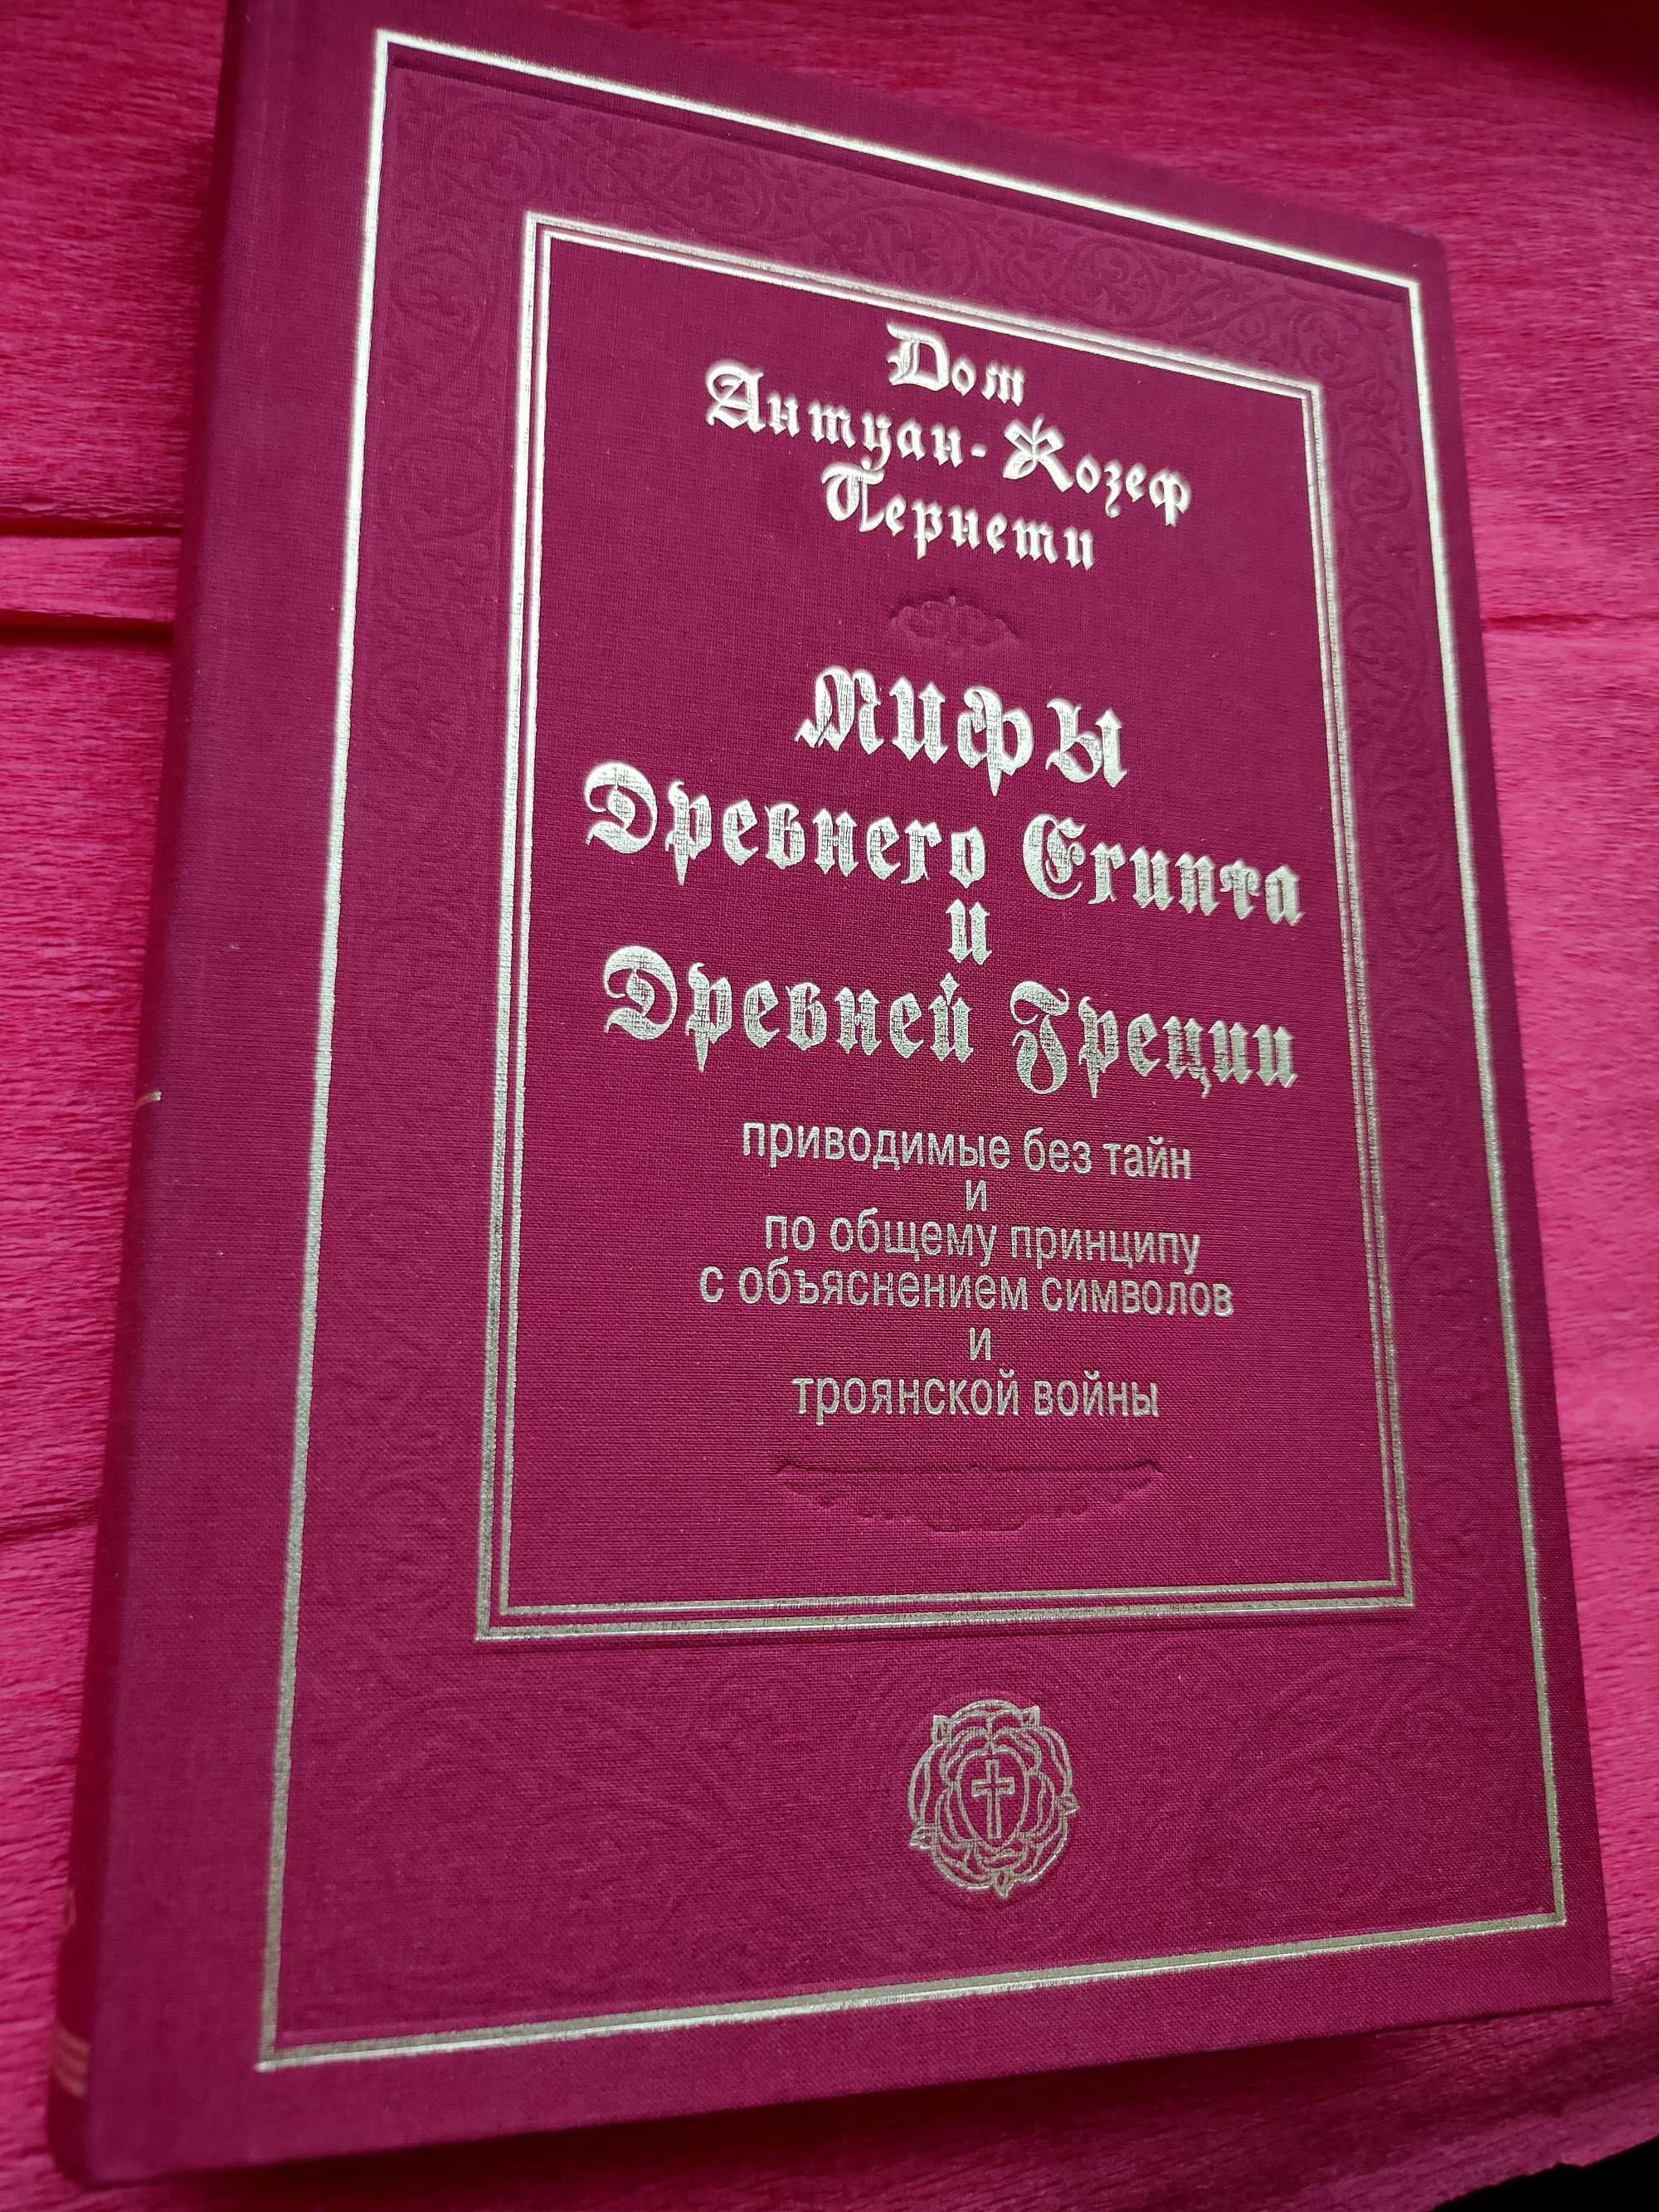 Дом
Антуан-Жозеф
Пернети
Мифы
Древнего Египта
и
Древней Греции
приводимые без тайн
и
по общему принципу
с объяснением символов
и
троянской войны